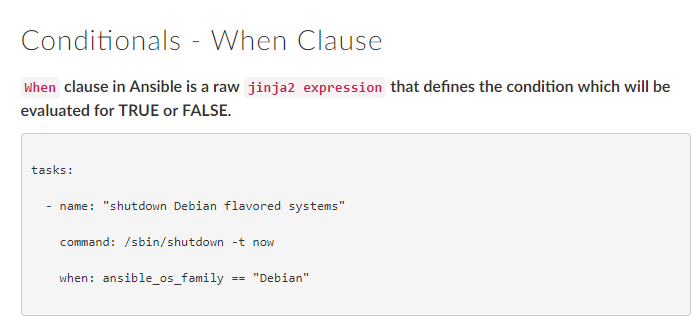 Conditionals - When Clause
When clause in Ansible is a raw jinja2 expression that defines the condition which will be
evaluated for TRUE or FALSE.
tasks:
- name: "shutdown Debian flavored systems"
command: /sbin/shutdown -t now
when: ansible_os_family == "Debian"